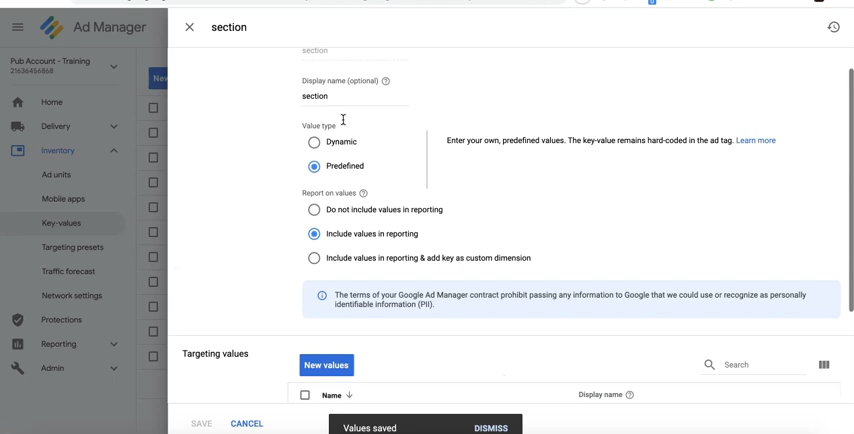 Ad Manager
section
Pub Account - Training
21636456868
New
Home
Delivery
Inventory
Ad units
Mobile apps
Key-values
Targeting presets
Traffic forecast
Network settings
Protections
Reporting
Admin
section
Display name (optional)
section
Value type
Dynamic
Predefined
Enter your own, predefined values. The key-value remains hard-coded in the ad tag. Learn more
Report on values
Do not include values in reporting
Include values in reporting
Include values in reporting & add key as custom dimension
The terms of your Google Ad Manager contract prohibit passing any information to Google that we could use or recognize as personally
identifiable information (PII).
Targeting values
New values
Search
Name
Display name
SAVE
CANCEL
Values saved
DISMISS